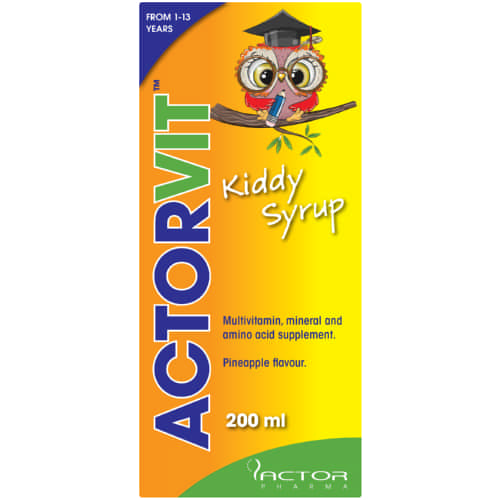 FROM 1-13
YEARS
ACTORVIT™
Kiddy
Syrup
Multivitamin, mineral and
amino acid supplement.
Pineapple flavour.
200 ml
ACTOR
PHARMA